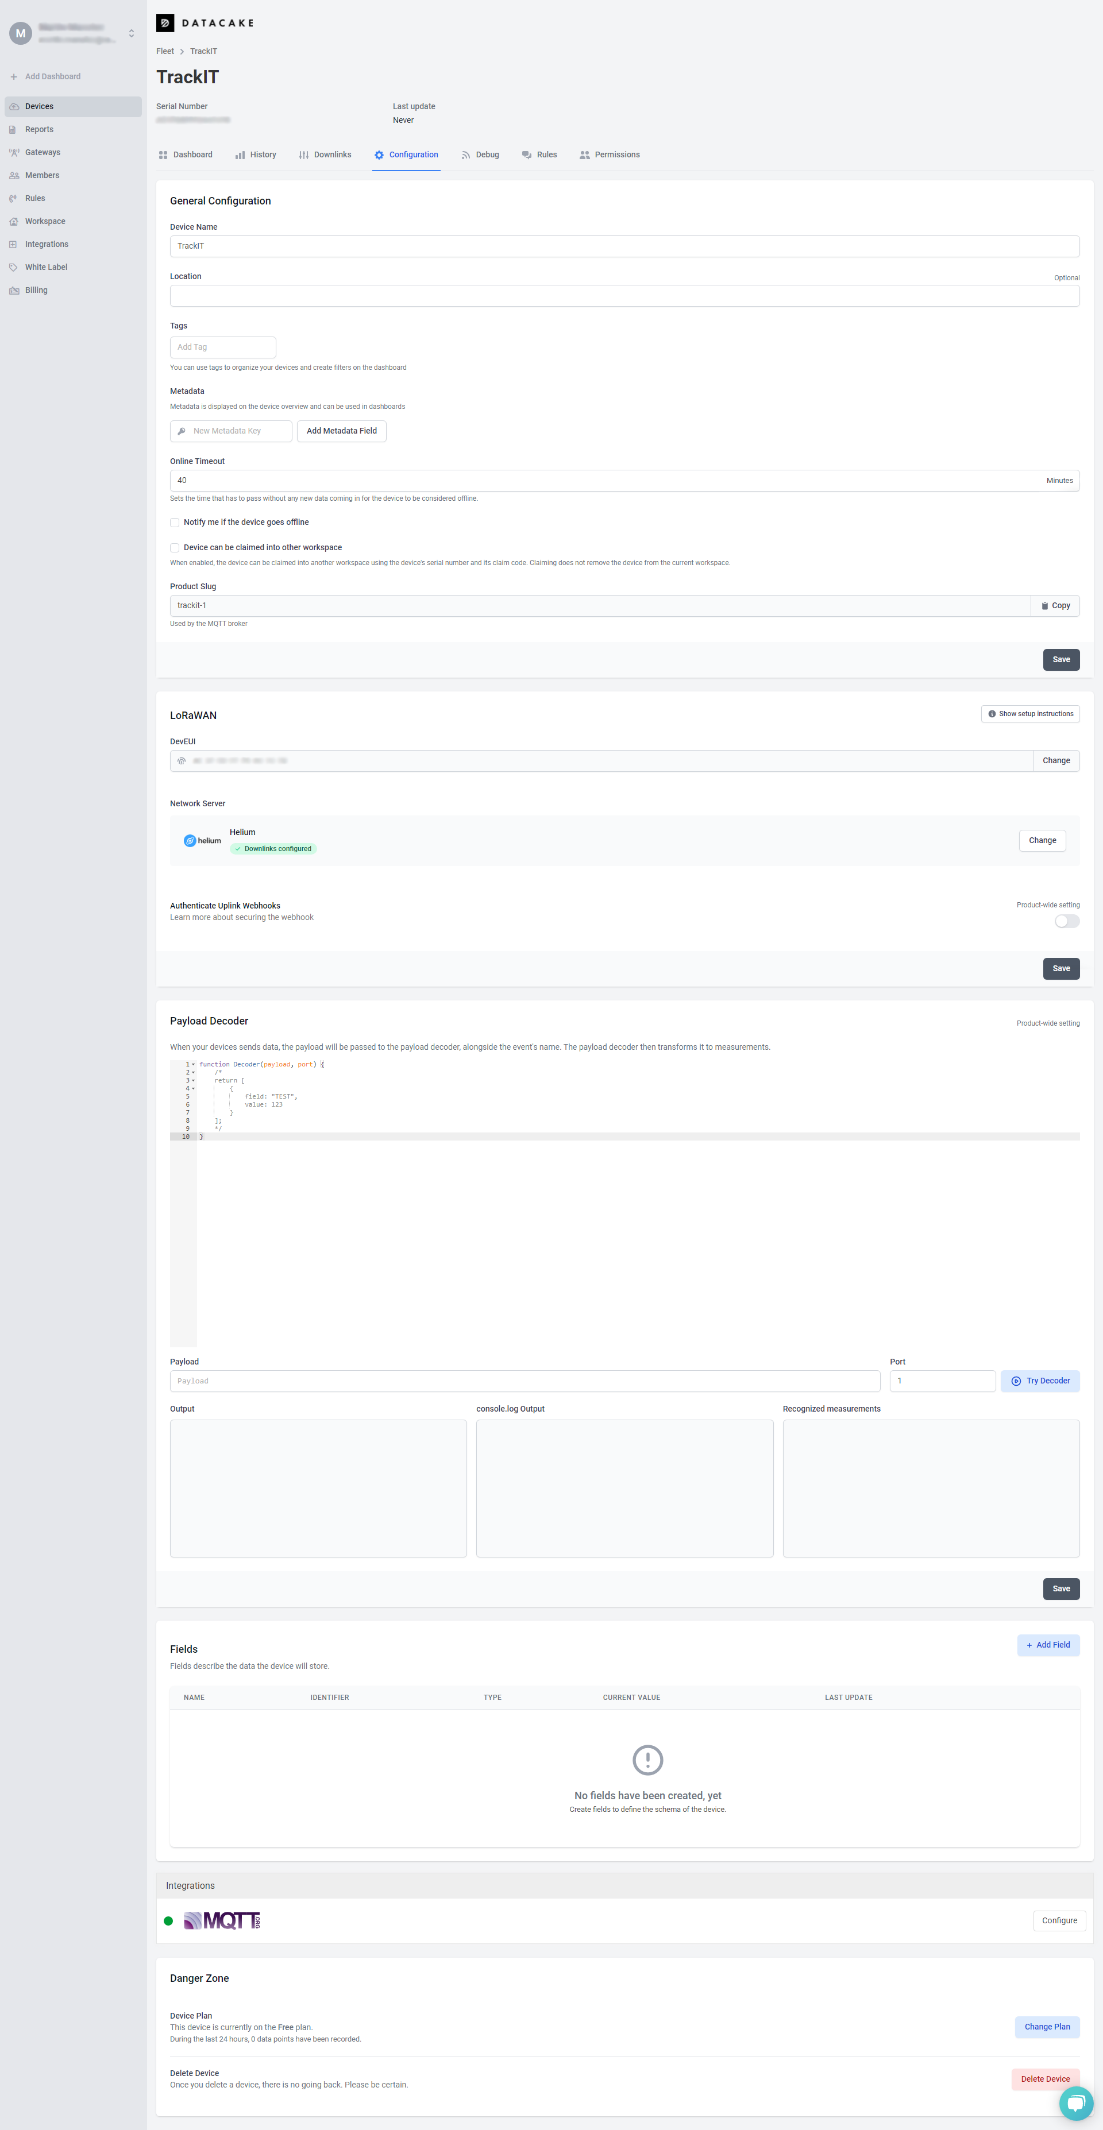 M
Add Dashboard
Devices
Reports
Gateways
Members
Rules
Workspace
Integrations
White Label
Billing
DATACAKE
Fleet > TrackIT
TrackIT
Serial Number
Last update
Never
Dashboard History Downlinks Configuration Debug Rules Permissions
General Configuration
Device Name
TrackIT
Location Optional
Tags
Add Tag
You can use tags to organize your devices and create filters on the dashboard
Metadata
Metadata is displayed on the device overview and can be used in dashboards
New Metadata Key Add Metadata Field
Online Timeout
40 Minutes
Sets the time that has to pass without any new data coming in for the device to be considered offline.
Notify me if the device goes offline
Device can be claimed into other workspace
When enabled, the device can be claimed into another workspace using the device's serial number and its claim code. Claiming does not remove the device from the current workspace.
Product Slug
trackit-1 Copy
Used by the MQTT broker
Save
LoRaWAN Show setup instructions
DevEUI
Change
Network Server
helium Helium
Downlinks configured
Change
Authenticate Uplink Webhooks Product-wide setting
Learn more about securing the webhook
Save
Payload Decoder Product-wide setting
When your devices sends data, the payload will be passed to the payload decoder, alongside the event's name. The payload decoder then transforms it to measurements.
1 function Decoder(payload, port) {
2 /*
3 return [
4 {
5 field: "TEST",
6 value: 123
7 }
8 ];
9 */
10 }
Payload Port
Payload 1 Try Decoder
Output console.log Output Recognized measurements
Save
Fields + Add Field
Fields describe the data the device will store.
NAME IDENTIFIER TYPE CURRENT VALUE LAST UPDATE
No fields have been created, yet
Create fields to define the schema of the device.
Integrations
MQTT.ORG Configure
Danger Zone
Device Plan
This device is currently on the Free plan.
During the last 24 hours, 0 data points have been recorded.
Change Plan
Delete Device
Once you delete a device, there is no going back. Please be certain.
Delete Device